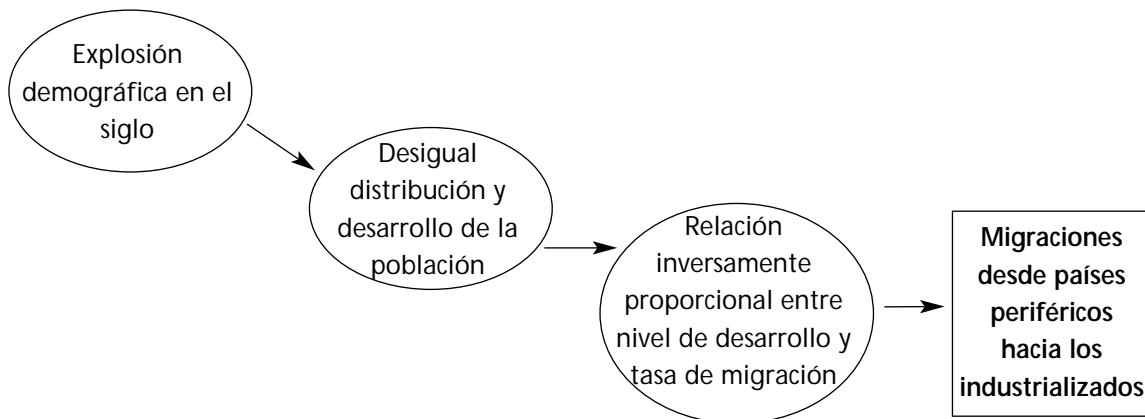 Explosión
demográfica en el
siglo
Desigual
distribución y
desarrollo de la
población
Relación
inversamente
proporcional entre
nivel de desarrollo y
tasa de migración
Migraciones
desde países
periféricos
hacia los
industrializados